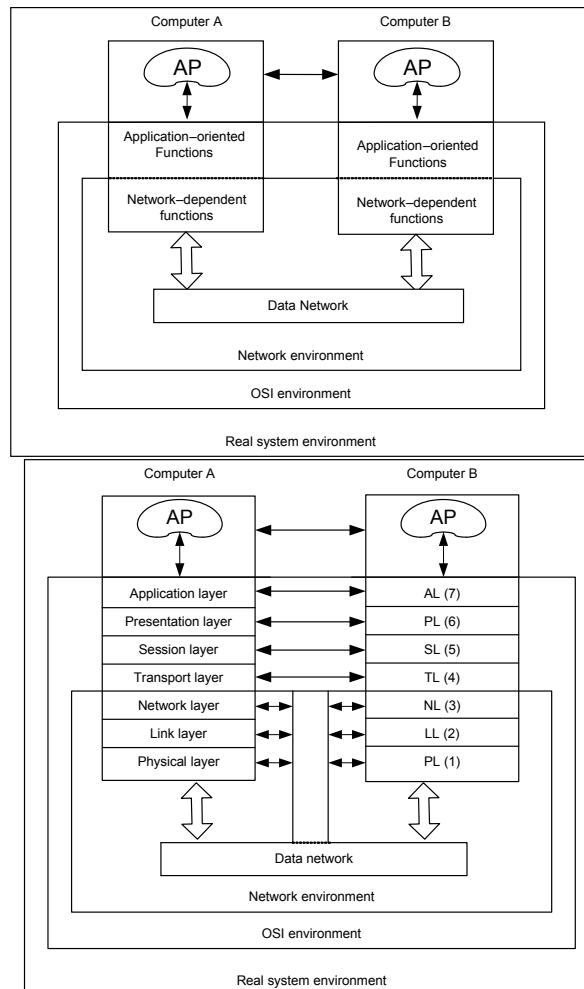 Computer A
Computer B
AP
AP
Application–oriented
Functions
Application–oriented
Functions
Network–dependent
functions
Network–dependent
functions
Data Network
Network environment
OSI environment
Real system environment
Computer A
Computer B
AP
AP
Application layer
AL (7)
Presentation layer
PL (6)
Session layer
SL (5)
Transport layer
TL (4)
Network layer
NL (3)
Link layer
LL (2)
Physical layer
PL (1)
Data network
Network environment
OSI environment
Real system environment